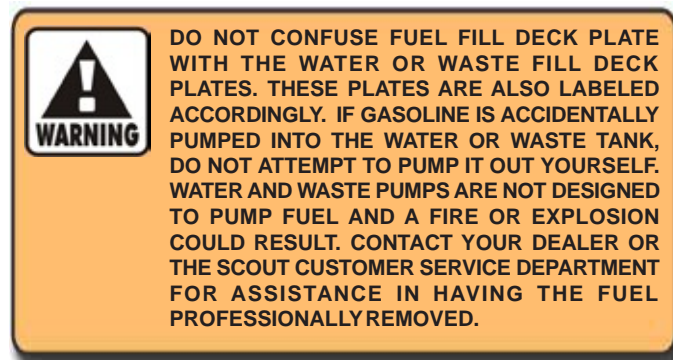 WARNING
DO NOT CONFUSE FUEL FILL DECK PLATE
WITH THE WATER OR WASTE FILL DECK
PLATES. THESE PLATES ARE ALSO LABELED
ACCORDINGLY. IF GASOLINE IS ACCIDENTALLY
PUMPED INTO THE WATER OR WASTE TANK,
DO NOT ATTEMPT TO PUMP IT OUT YOURSELF.
WATER AND WASTE PUMPS ARE NOT DESIGNED
TO PUMP FUEL AND A FIRE OR EXPLOSION
COULD RESULT. CONTACT YOUR DEALER OR
THE SCOUT CUSTOMER SERVICE DEPARTMENT
FOR ASSISTANCE IN HAVING THE FUEL
PROFESSIONALLY REMOVED.